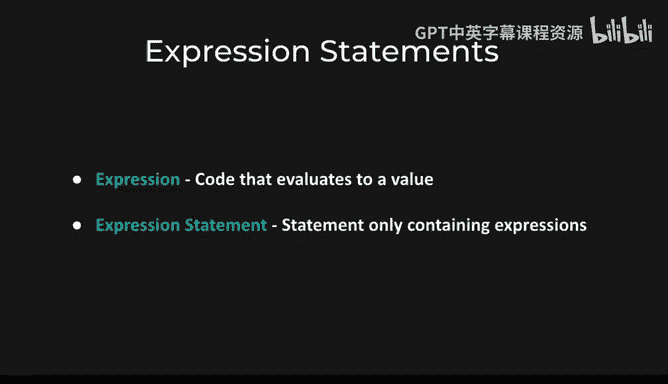 GPT中英字幕课程资源 bilibili
Expression Statements
● Expression - Code that evaluates to a value
● Expression Statement - Statement only containing expressions